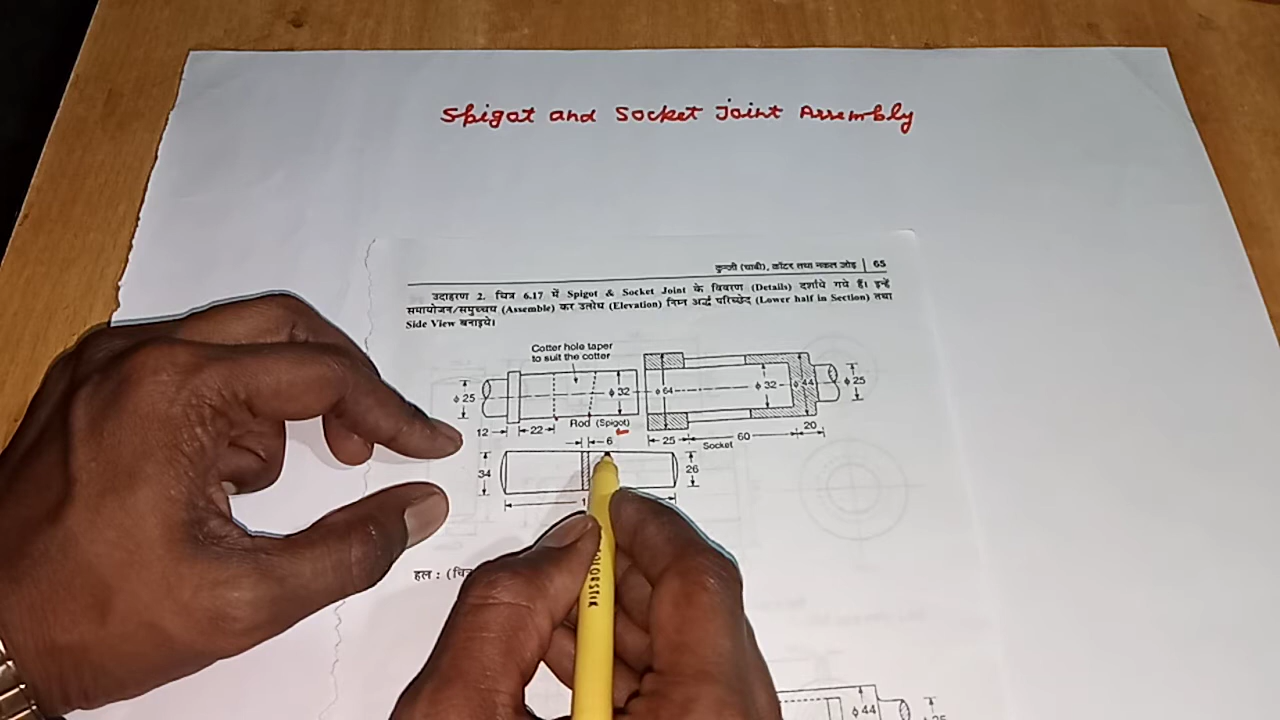 Spigot and Socket Joint Assembly
कुन्जी (चाबी), कॉटर तथा नकल जोड़ | 65
उदाहरण 2. चित्र 6.17 में Spigot & Socket Joint के विवरण (Details) दर्शाये गये हैं। इन्हें
समायोजन/समुच्चय (Assemble) कर उत्सेध (Elevation) निम्न अर्द्ध परिच्छेद (Lower half in Section) तथा
Side View बनाइये।
Cotter hole taper
to suit the cotter
ϕ 25
ϕ 32
ϕ 64
ϕ 32
ϕ 44
ϕ 25
12
22
Rod (Spigot)
25
Socket
60
20
6
34
26
1
हल : (चित्र
COLORSTIX
ϕ 44